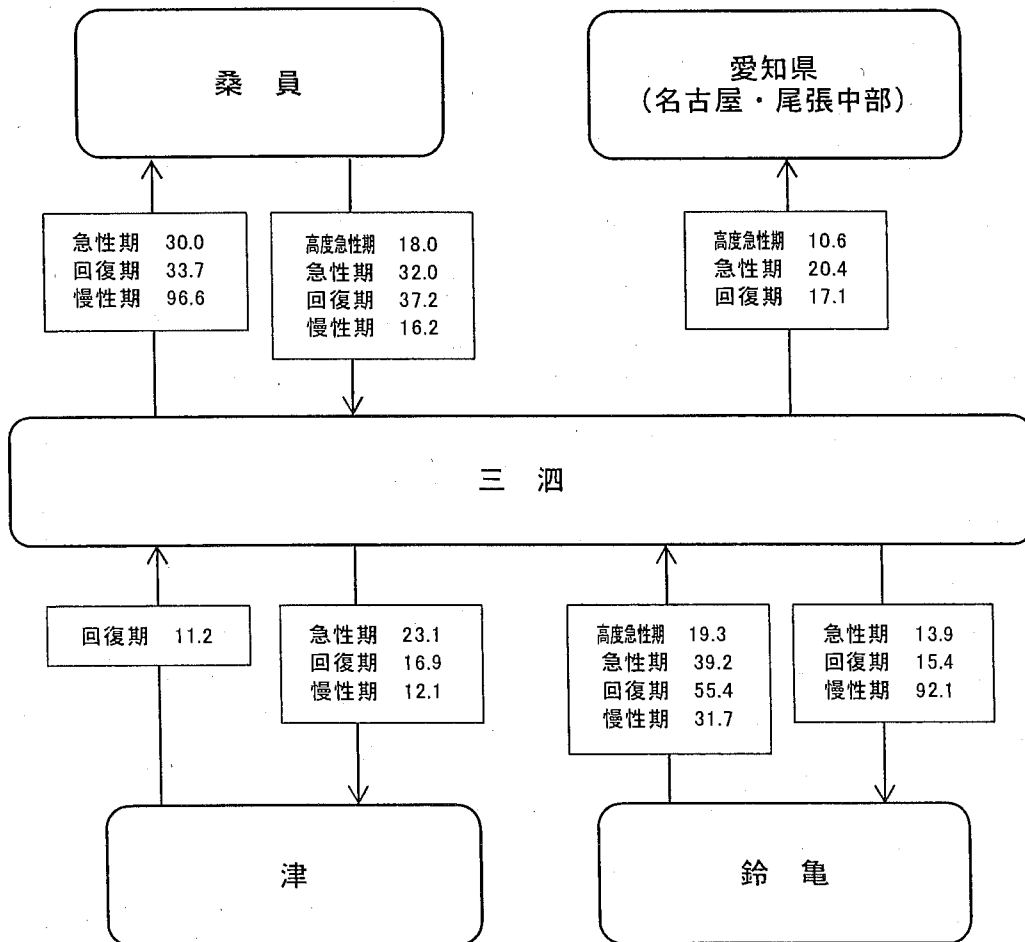 桑員
愛知県
（名古屋・尾張中部）
急性期 30.0
回復期 33.7
慢性期 96.6
高度急性期 18.0
急性期 32.0
回復期 37.2
慢性期 16.2
高度急性期 10.6
急性期 20.4
回復期 17.1
三泗
回復期 11.2
急性期 23.1
回復期 16.9
慢性期 12.1
高度急性期 19.3
急性期 39.2
回復期 55.4
慢性期 31.7
急性期 13.9
回復期 15.4
慢性期 92.1
津
鈴亀